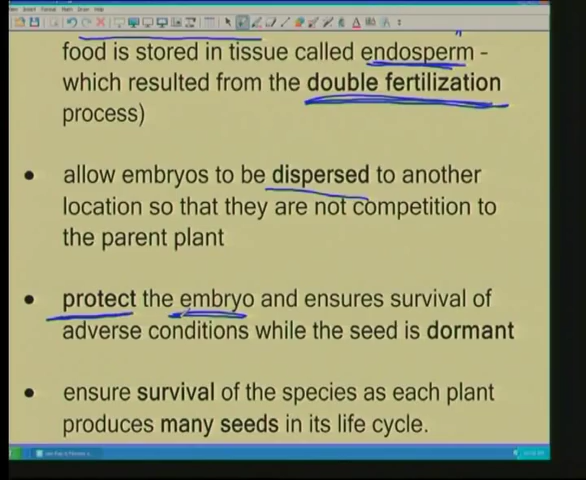 food is stored in tissue called endosperm -
which resulted from the double fertilization
process)
• allow embryos to be dispersed to another
location so that they are not competition to
the parent plant
• protect the embryo and ensures survival of
adverse conditions while the seed is dormant
• ensure survival of the species as each plant
produces many seeds in its life cycle.